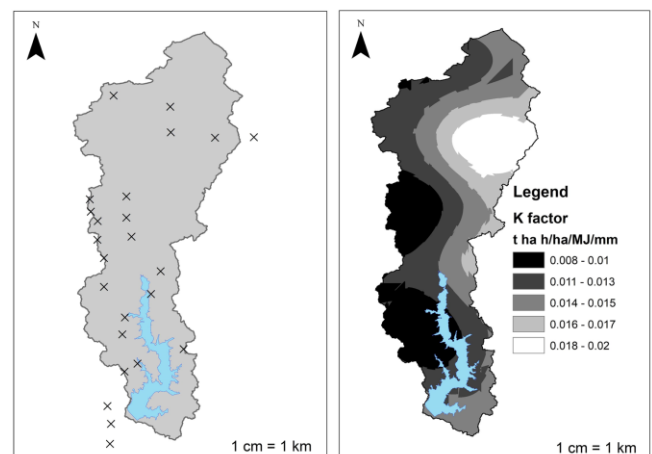 N
1 cm = 1 km
N
Legend
K factor
t ha h/ha/MJ/mm
0.008 - 0.01
0.011 - 0.013
0.014 - 0.015
0.016 - 0.017
0.018 - 0.02
1 cm = 1 km